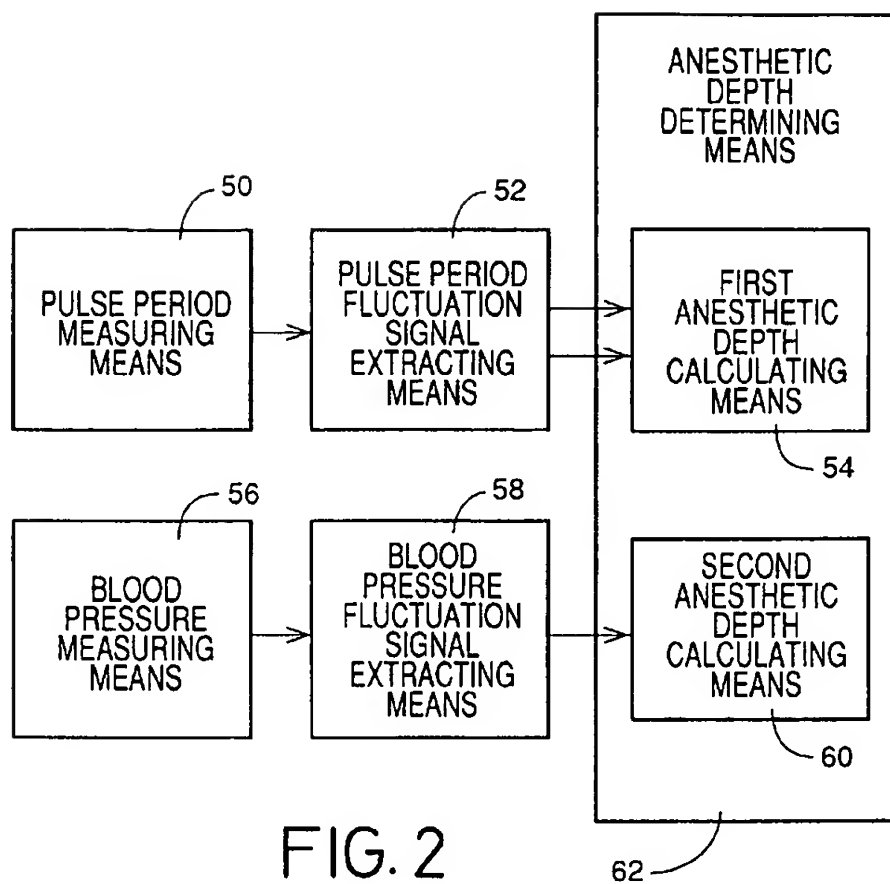 ANESTHETIC
DEPTH
DETERMINING
MEANS
50
52
PULSE PERIOD
MEASURING
MEANS
PULSE PERIOD
FLUCTUATION
SIGNAL
EXTRACTING
MEANS
FIRST
ANESTHETIC
DEPTH
CALCULATING
MEANS
54
56
58
BLOOD
PRESSURE
MEASURING
MEANS
BLOOD
PRESSURE
FLUCTUATION
SIGNAL
EXTRACTING
MEANS
SECOND
ANESTHETIC
DEPTH
CALCULATING
MEANS
60
62
FIG. 2